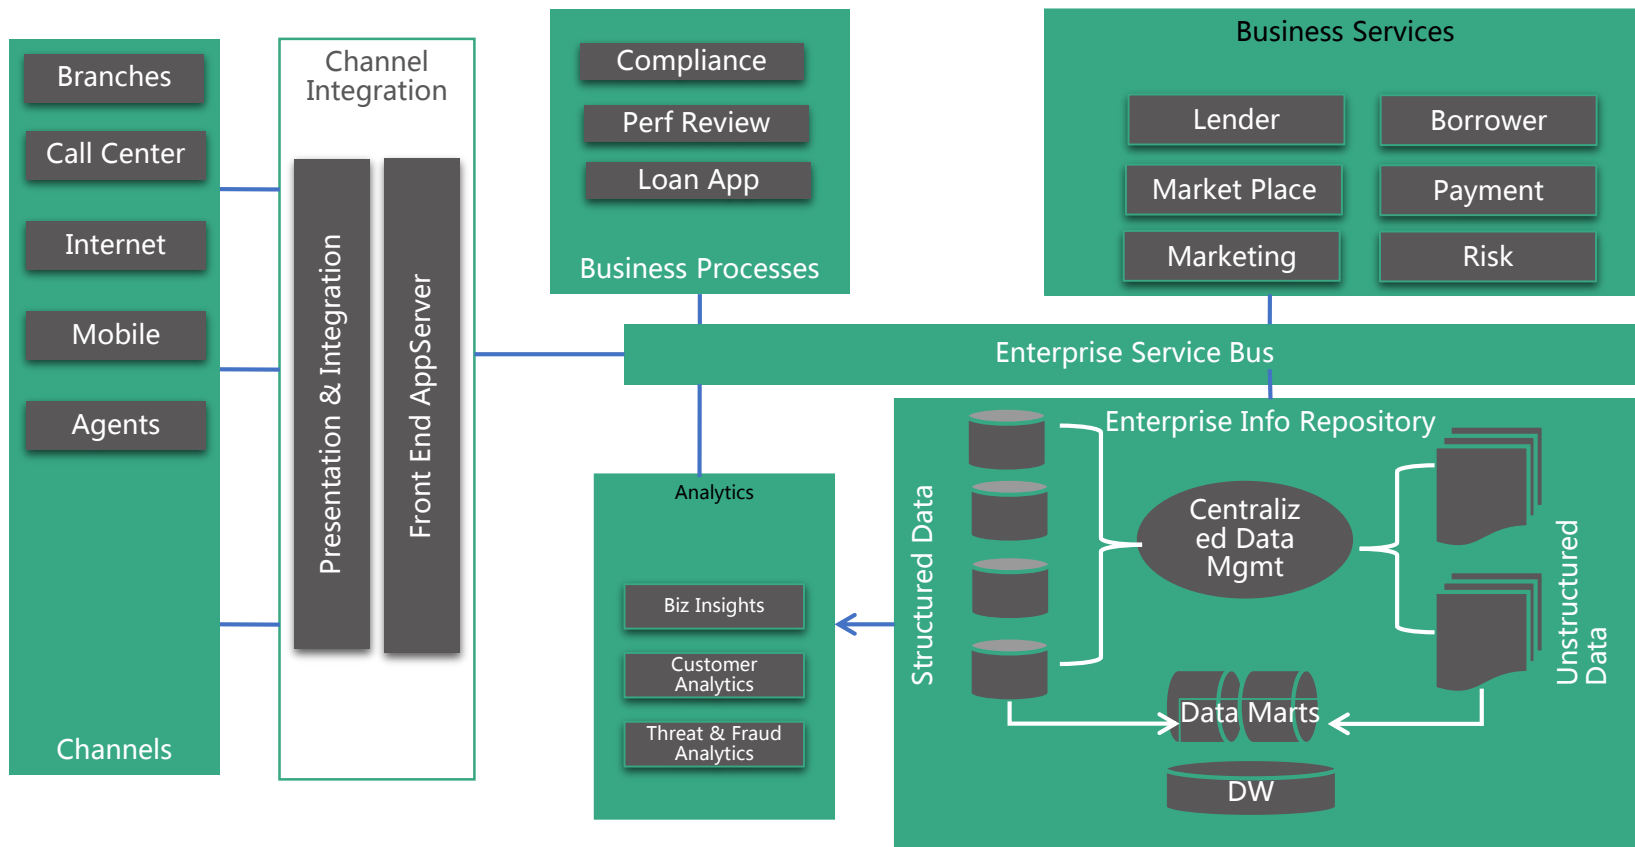 Branches
Call Center
Internet
Mobile
Agents
Channels
Channel
Integration
Presentation & Integration
Front End AppServer
Compliance
Perf Review
Loan App
Business Processes
Business Services
Lender
Borrower
Market Place
Payment
Marketing
Risk
Enterprise Service Bus
Analytics
Biz Insights
Customer
Analytics
Threat & Fraud
Analytics
Enterprise Info Repository
Structured Data
Centraliz
ed Data
Mgmt
Unstructured
Data
Data Marts
DW